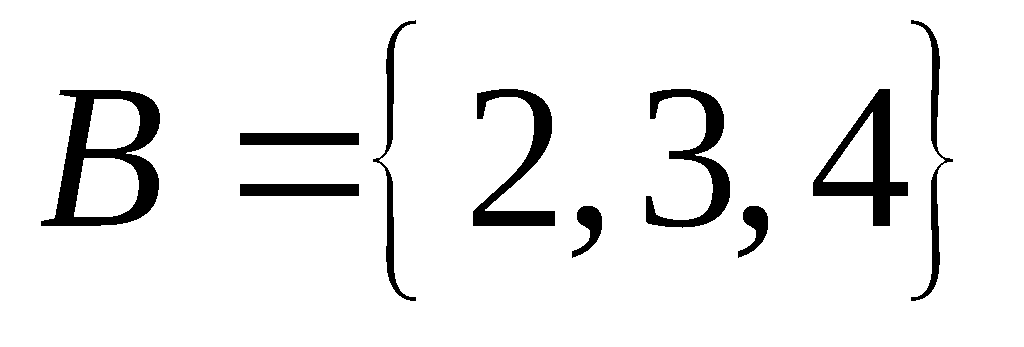 B = { 2, 3, 4 }